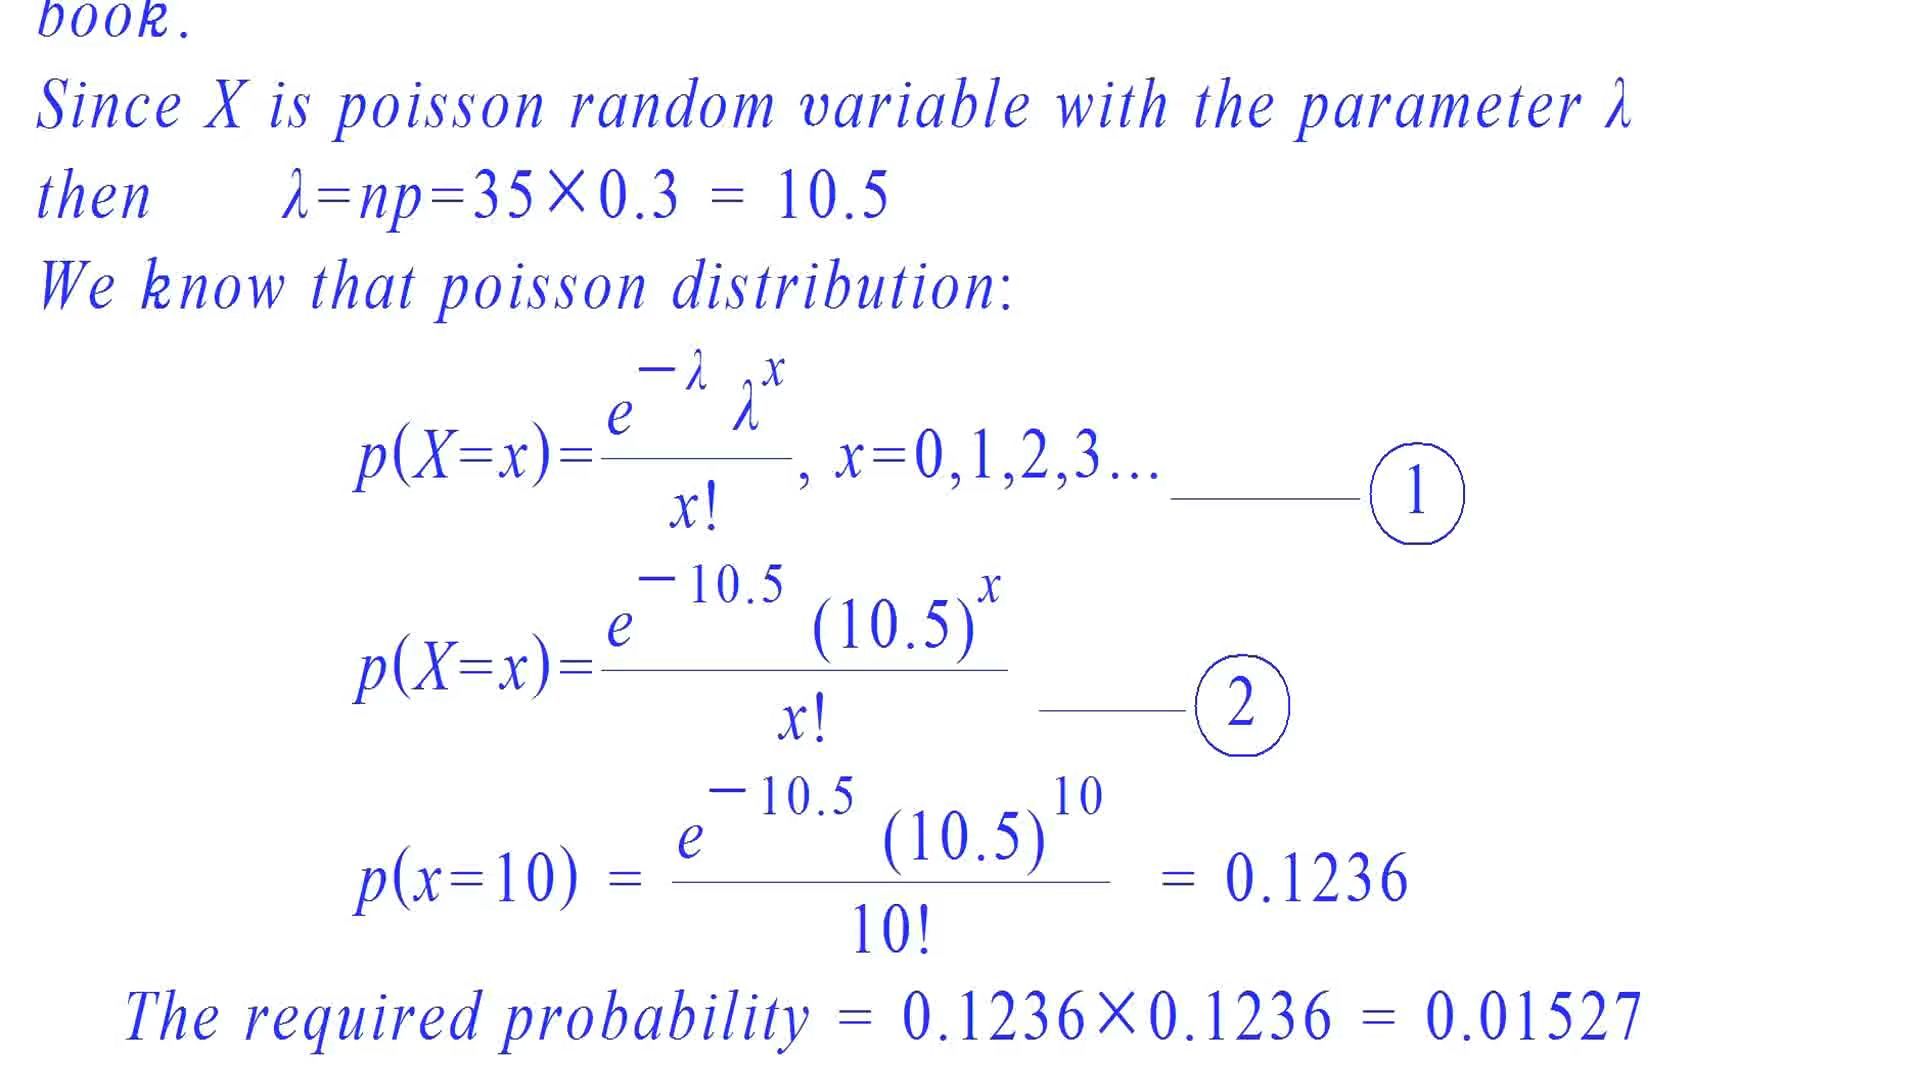 book.
Since X is poisson random variable with the parameter λ
then λ=np=35×0.3 = 10.5
We know that poisson distribution:
p(X=x)=e^{-λ} λ^x / x!, x=0,1,2,3... ______ ①
p(X=x)=e^{-10.5} (10.5)^x / x! ______ ②
p(x=10) = e^{-10.5} (10.5)^{10} / 10! = 0.1236
The required probability = 0.1236×0.1236 = 0.01527